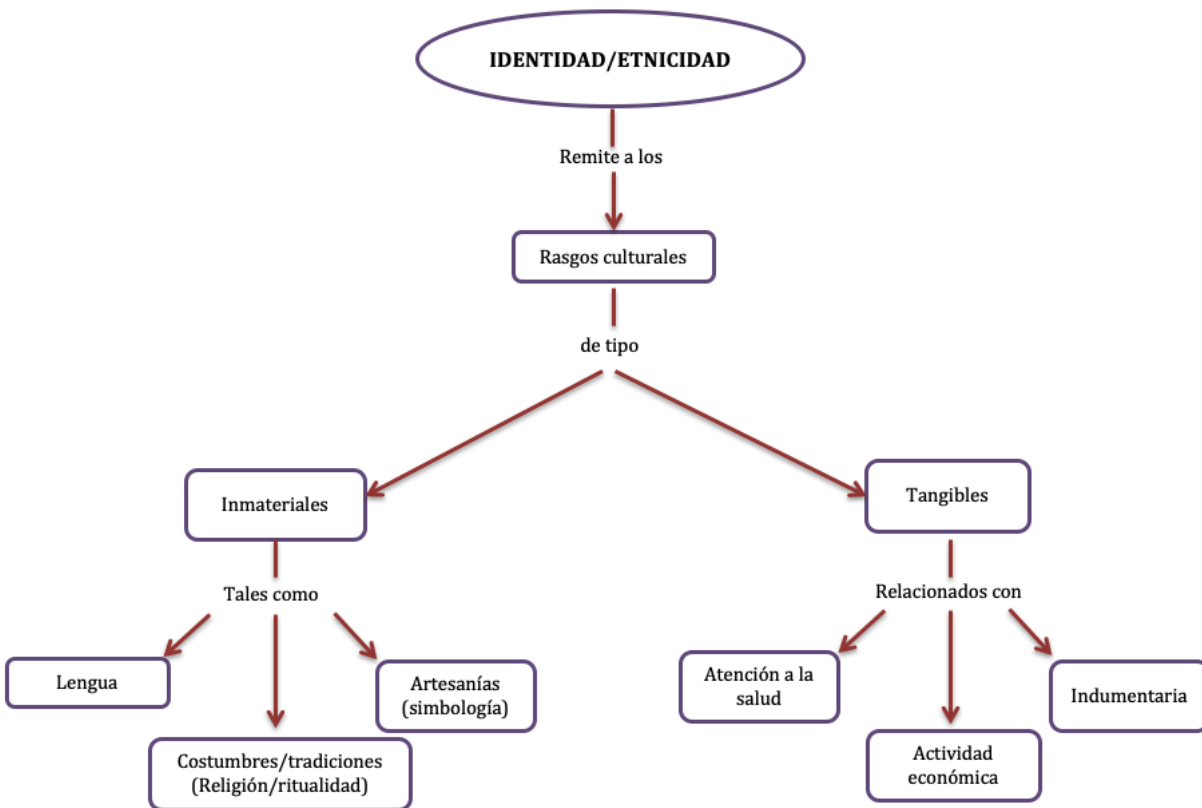 IDENTIDAD/ETNICIDAD
Remite a los
Rasgos culturales
de tipo
Inmateriales
Tangibles
Tales como
Relacionados con
Lengua
Artesanías
(simbología)
Costumbres/tradiciones
(Religión/ritualidad)
Atención a la
salud
Indumentaria
Actividad
económica